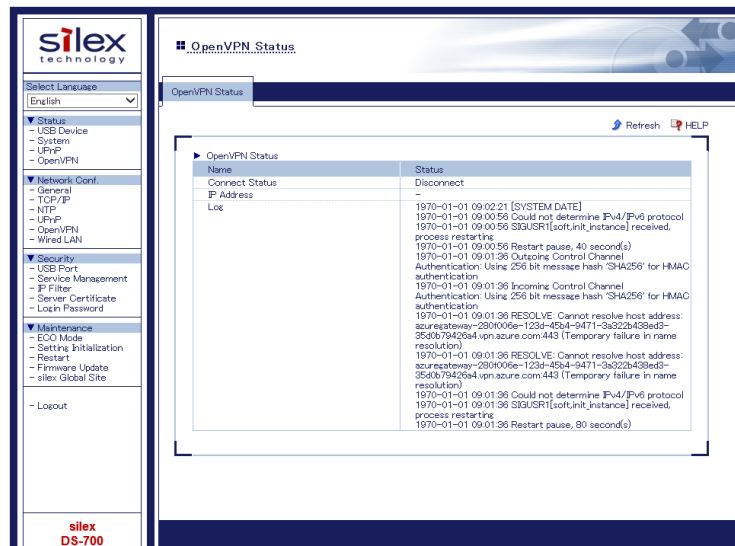 silex
technology
Select Language
English
▼ Status
- USB Device
- System
- UPnP
- OpenVPN
▼ Network Conf.
- General
- TCP/IP
- NTP
- UPnP
- OpenVPN
- Wired LAN
▼ Security
- USB Port
- Service Management
- IP Filter
- Server Certificate
- Login Password
▼ Maintenance
- ECO Mode
- Setting Initialization
- Restart
- Firmware Update
- silex Global Site
- Logout
silex
DS-700
OpenVPN Status
OpenVPN Status
Refresh HELP
OpenVPN Status
Name Status
Connect Status Disconnect
IP Address -
Log 1970-01-01 09:02:21 [SYSTEM DATE]
1970-01-01 09:00:56 Could not determine IPv4/IPv6 protocol
1970-01-01 09:00:56 SIGUSR1[soft,init_instance] received,
process restarting
1970-01-01 09:00:56 Restart pause, 40 second(s)
1970-01-01 09:01:36 Outgoing Control Channel
Authentication: Using 256 bit message hash 'SHA256' for HMAC
authentication
1970-01-01 09:01:36 Incoming Control Channel
Authentication: Using 256 bit message hash 'SHA256' for HMAC
authentication
1970-01-01 09:01:36 RESOLVE: Cannot resolve host address:
azuregateway-280f006e-123d-45b4-9471-3a322b438ed3-
35d0b79426a4.vpn.azure.com:443 (Temporary failure in name
resolution)
1970-01-01 09:01:36 RESOLVE: Cannot resolve host address:
azuregateway-280f006e-123d-45b4-9471-3a322b438ed3-
35d0b79426a4.vpn.azure.com:443 (Temporary failure in name
resolution)
1970-01-01 09:01:36 Could not determine IPv4/IPv6 protocol
1970-01-01 09:01:36 SIGUSR1[soft,init_instance] received,
process restarting
1970-01-01 09:01:36 Restart pause, 80 second(s)